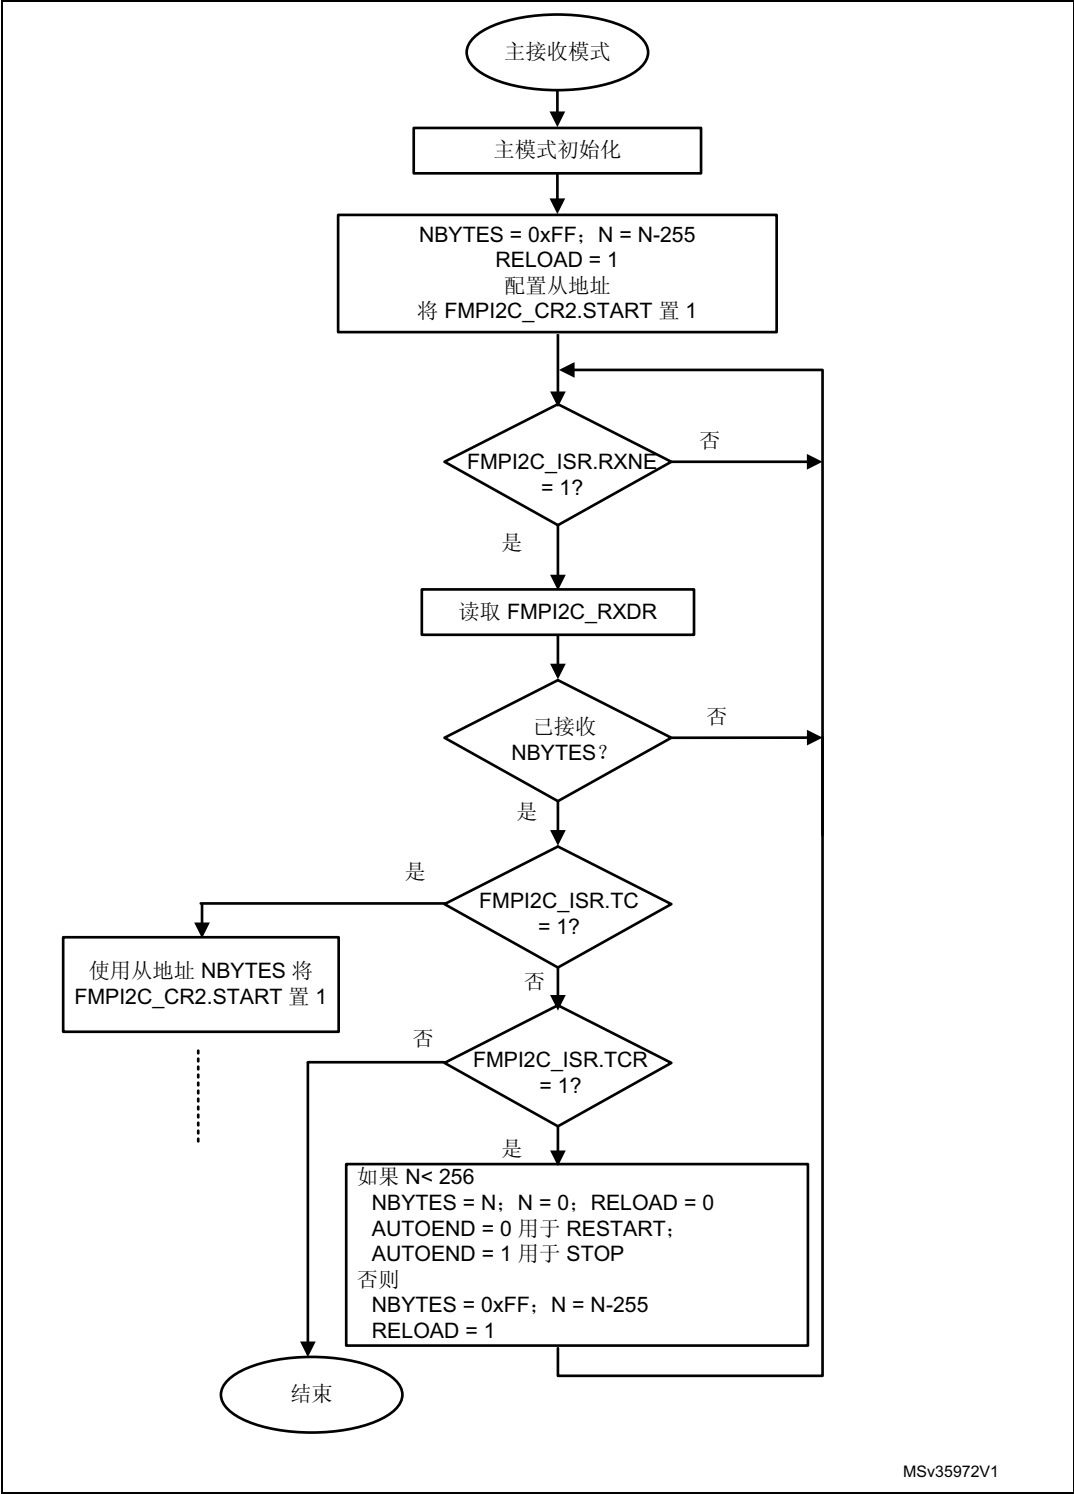 主接收模式
主模式初始化
NBYTES = 0xFF；N = N-255
RELOAD = 1
配置从地址
将 FMPI2C_CR2.START 置 1
FMPI2C_ISR.RXNE
= 1?
否
是
读取 FMPI2C_RXDR
已接收
NBYTES？
否
是
FMPI2C_ISR.TC
= 1?
是
使用从地址 NBYTES 将
FMPI2C_CR2.START 置 1
否
FMPI2C_ISR.TCR
= 1?
否
是
如果 N< 256
NBYTES = N；N = 0；RELOAD = 0
AUTOEND = 0 用于 RESTART；
AUTOEND = 1 用于 STOP
否则
NBYTES = 0xFF；N = N-255
RELOAD = 1
结束
MSv35972V1